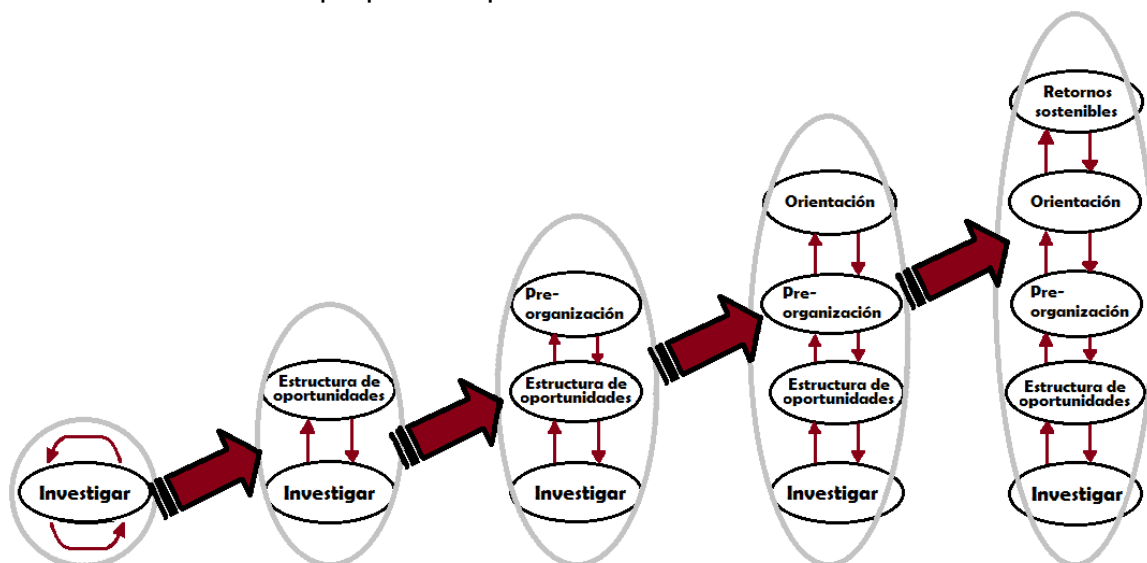 Investigar
Estructura de
oportunidades
Investigar
Pre-
organización
Estructura de
oportunidades
Investigar
Orientación
Pre-
organización
Estructura de
oportunidades
Investigar
Retornos
sostenibles
Orientación
Pre-
organización
Estructura de
oportunidades
Investigar